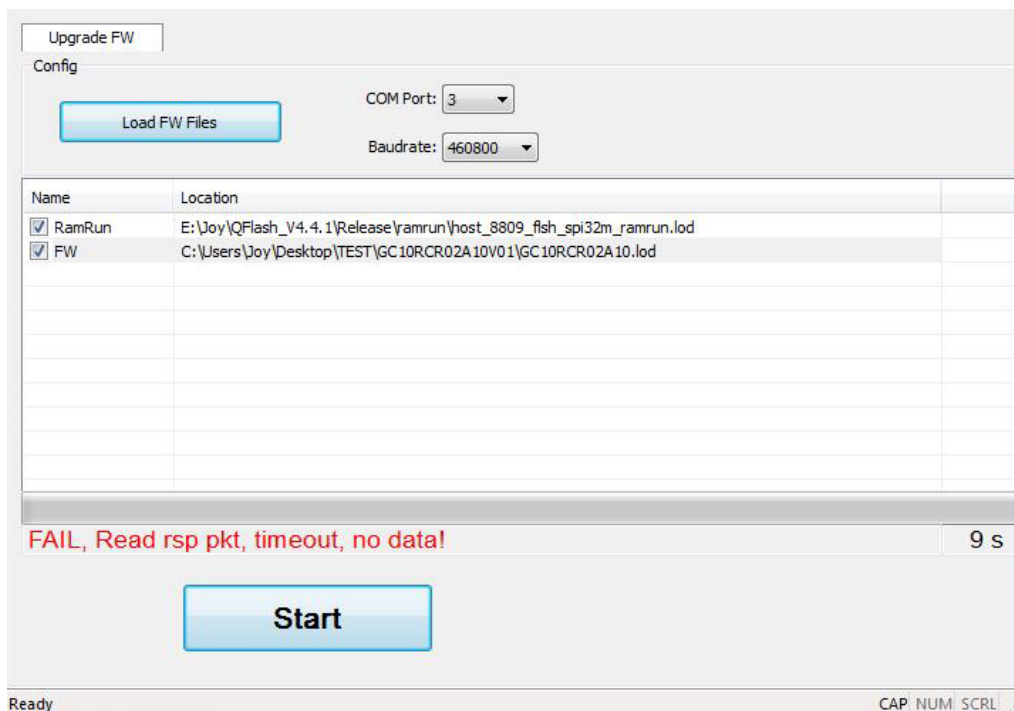 Upgrade FW
Config
Load FW Files
COM Port: 3
Baudrate: 460800
Name Location
RamRun E:\Joy\QFlash_V4.4.1\Release\ramrun\host_8809_flsh_spi32m_ramrun.lod
FW C:\Users\Joy\Desktop\TEST\GC10RCR02A10V01\GC10RCR02A10.lod
FAIL, Read rsp pkt, timeout, no data! 9 s
Start
Ready CAP NUM SCRL